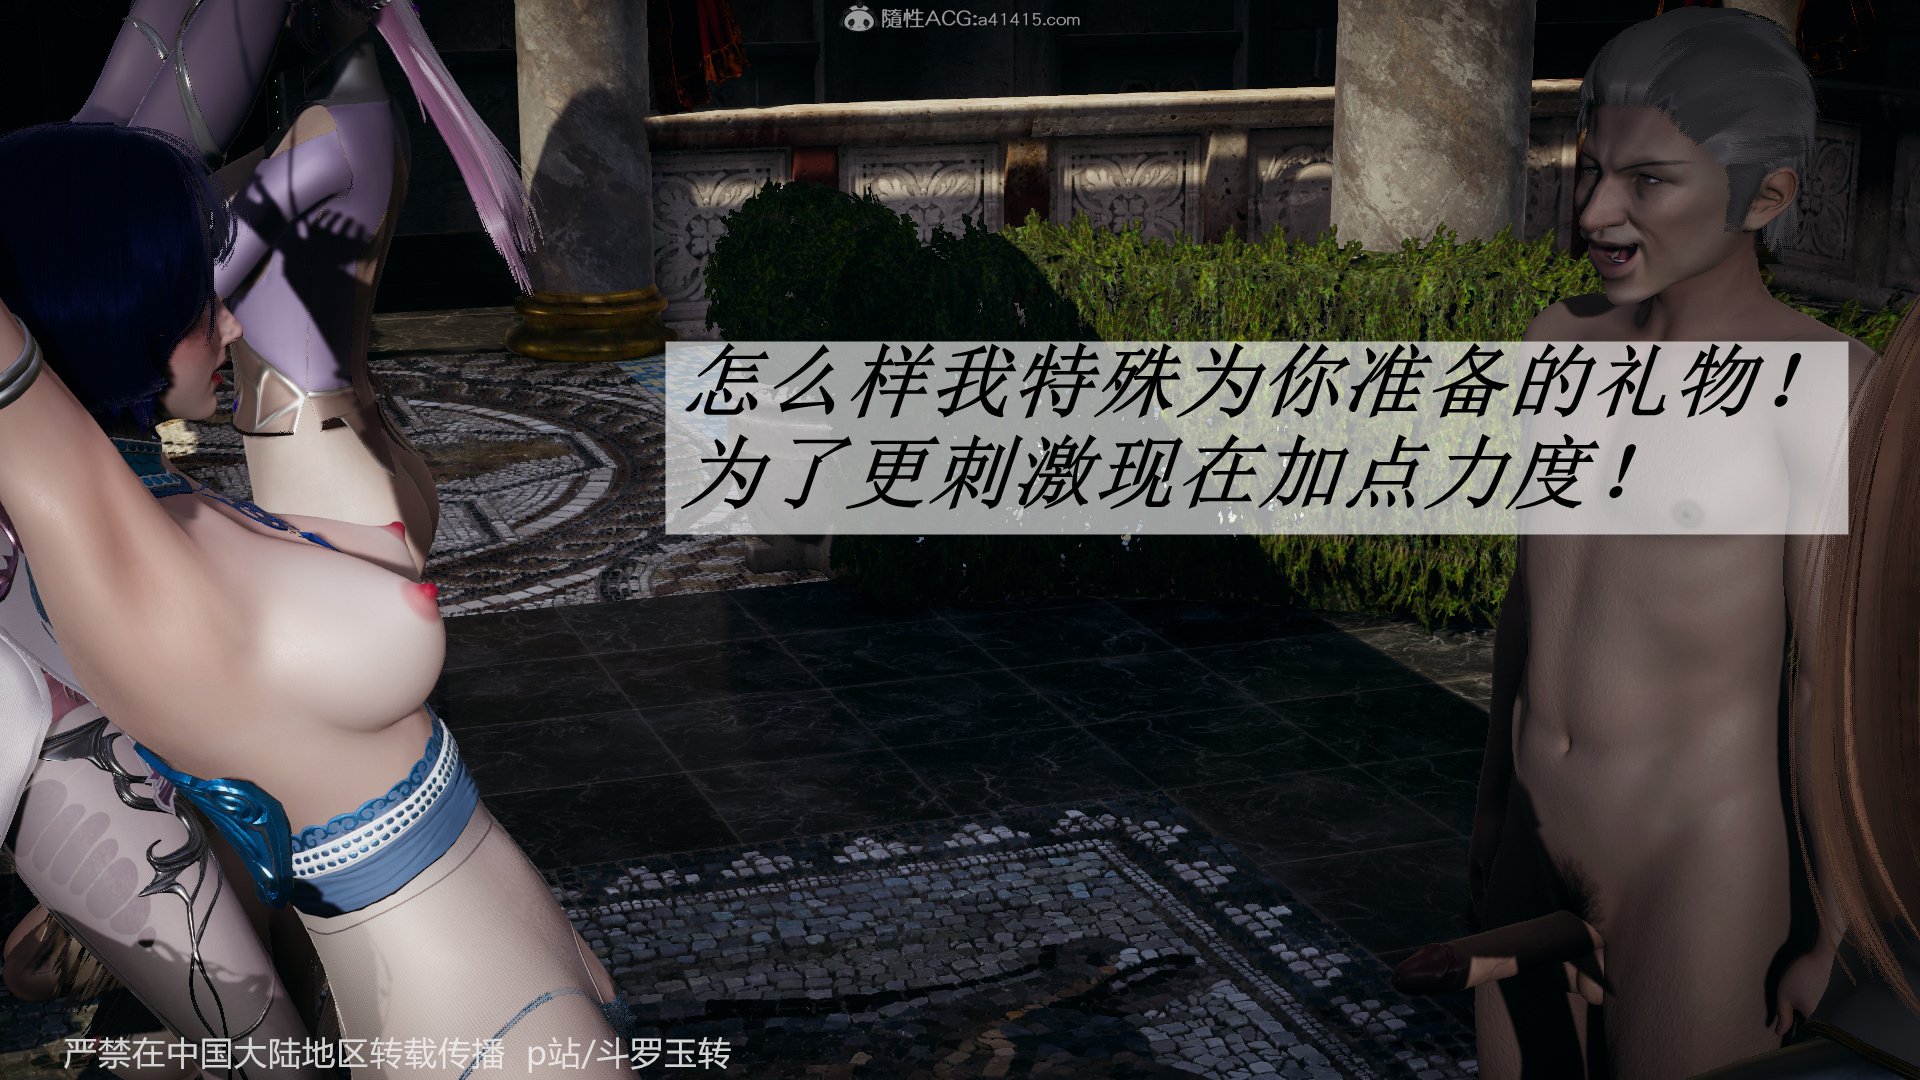 隨性ACG:a41415.com
怎么样我特殊为你准备的礼物！
为了更刺激现在加点力度！
严禁在中国大陆地区转载传播 p站/斗罗玉转